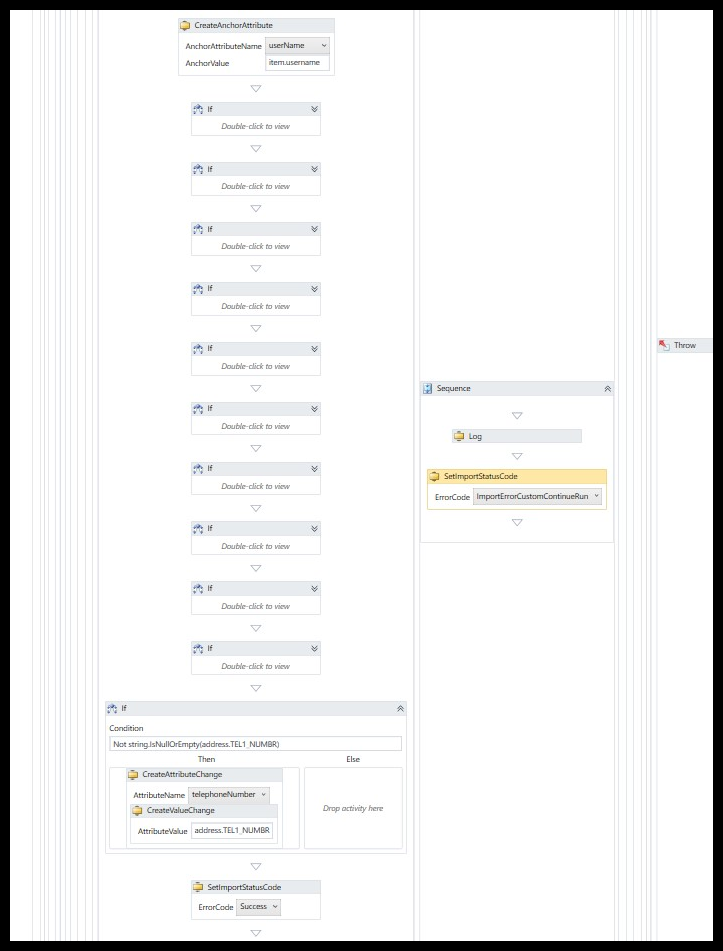 CreateAnchorAttribute
AnchorAttributeName userName
AnchorValue item.username
If
Double-click to view
If
Double-click to view
If
Double-click to view
If
Double-click to view
If
Double-click to view
If
Double-click to view
If
Double-click to view
If
Double-click to view
If
Double-click to view
If
Double-click to view
If
Condition
Not string.IsNullOrEmpty(address.TEL1_NUMBR)
Then Else
CreateAttributeChange
AttributeName telephoneNumber
CreateValueChange
AttributeValue address.TEL1_NUMBR
Drop activity here
SetImportStatusCode
ErrorCode Success
Sequence
Log
SetImportStatusCode
ErrorCode ImportErrorCustomContinueRun
Throw